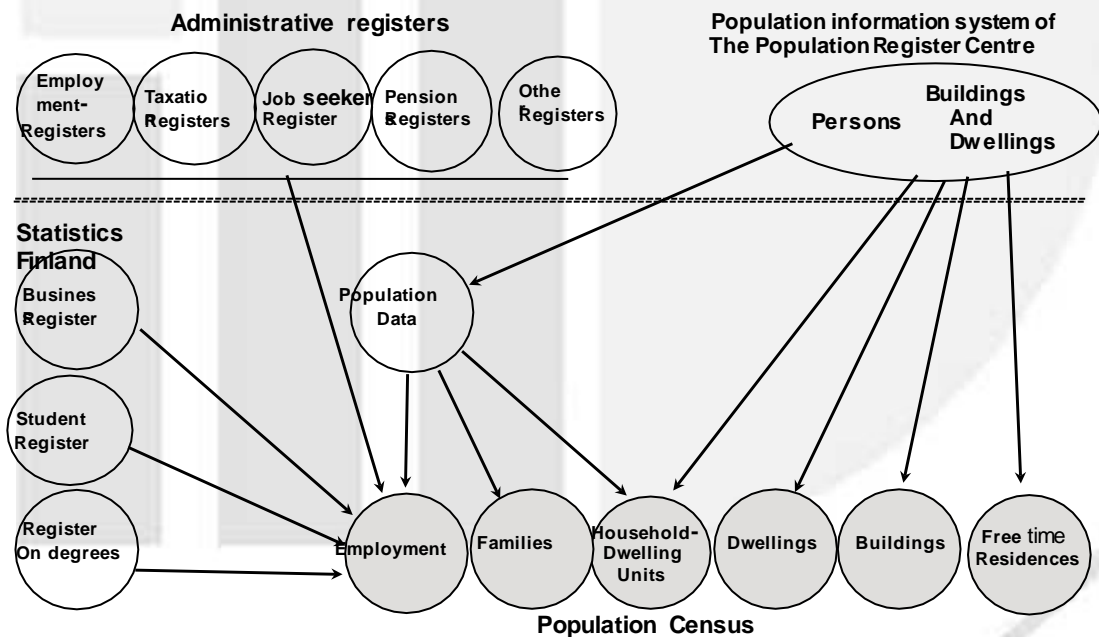 Administrative registers
Population information system of
The Population Register Centre
Employ
ment-
Registers
Taxatio
n
Registers
Job seeker
Register
Pension
s
Registers
Othe
r
Registers
Persons
Buildings
And
Dwellings
Statistics
Finland
Busines
s
Register
Population
Data
Student
Register
Register
On degrees
Employment
Families
Household-
Dwelling
Units
Dwellings
Buildings
Free time
Residences
Population Census